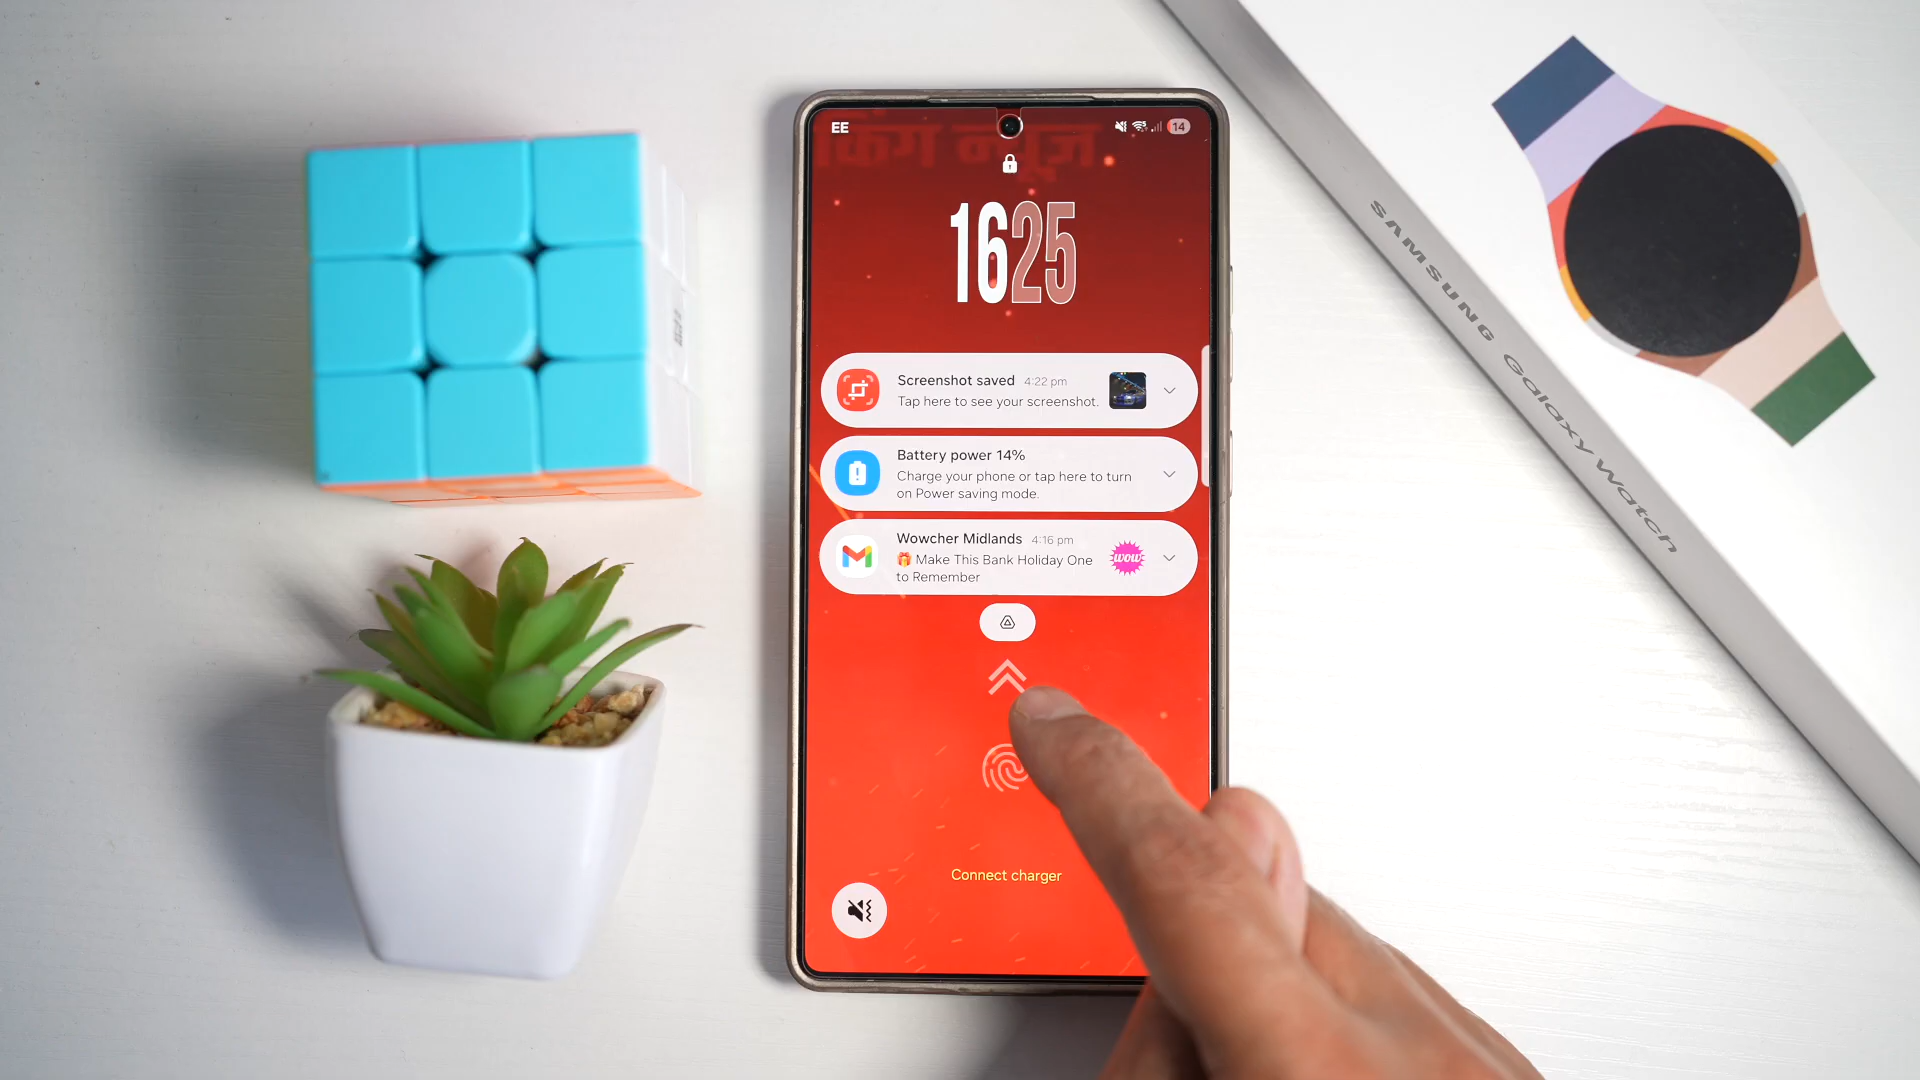 EE
14
किंग न्यूज़
1625
Screenshot saved 4:22 pm
Tap here to see your screenshot.
Battery power 14%
Charge your phone or tap here to turn
on Power saving mode.
Wowcher Midlands 4:16 pm
🎁 Make This Bank Holiday One
to Remember
wow
Connect charger
SAMSUNG Galaxy Watch